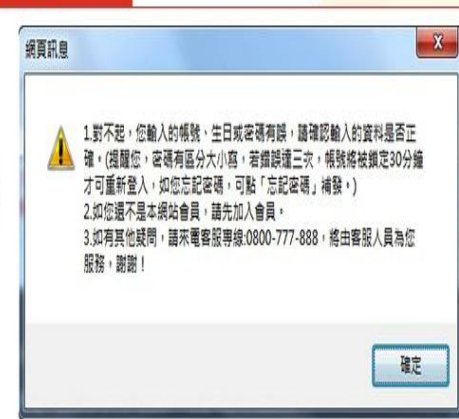 網頁訊息
1.對不起，您輸入的帳號、生日或密碼有誤，請確認輸入的資料是否正
確。(提醒您，密碼有區分大小寫，若錯誤達三次，帳號將被鎖定30分鐘
才可重新登入，如您忘記密碼，可點「忘記密碼」補發。)
2.如您還不是本網站會員，請先加入會員。
3.如有其他疑問，請來電客服專線:0800-777-888，將由客服人員為您
服務，謝謝！
確定